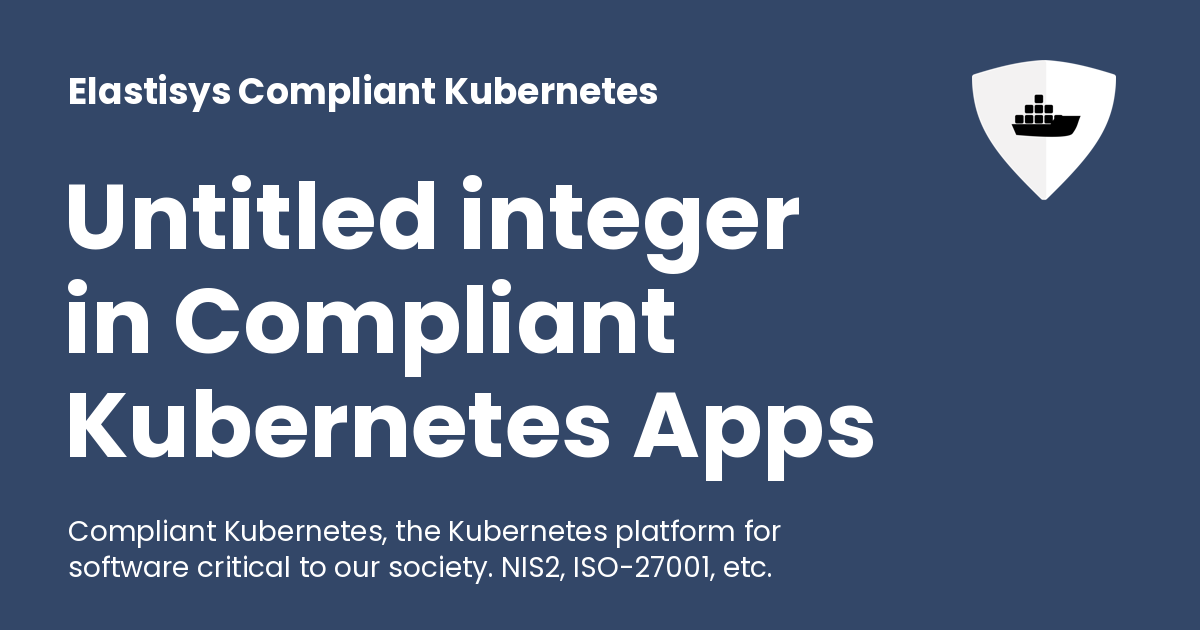 Elastisys Compliant Kubernetes
Untitled integer
in Compliant
Kubernetes Apps
Compliant Kubernetes, the Kubernetes platform for
software critical to our society. NIS2, ISO-27001, etc.